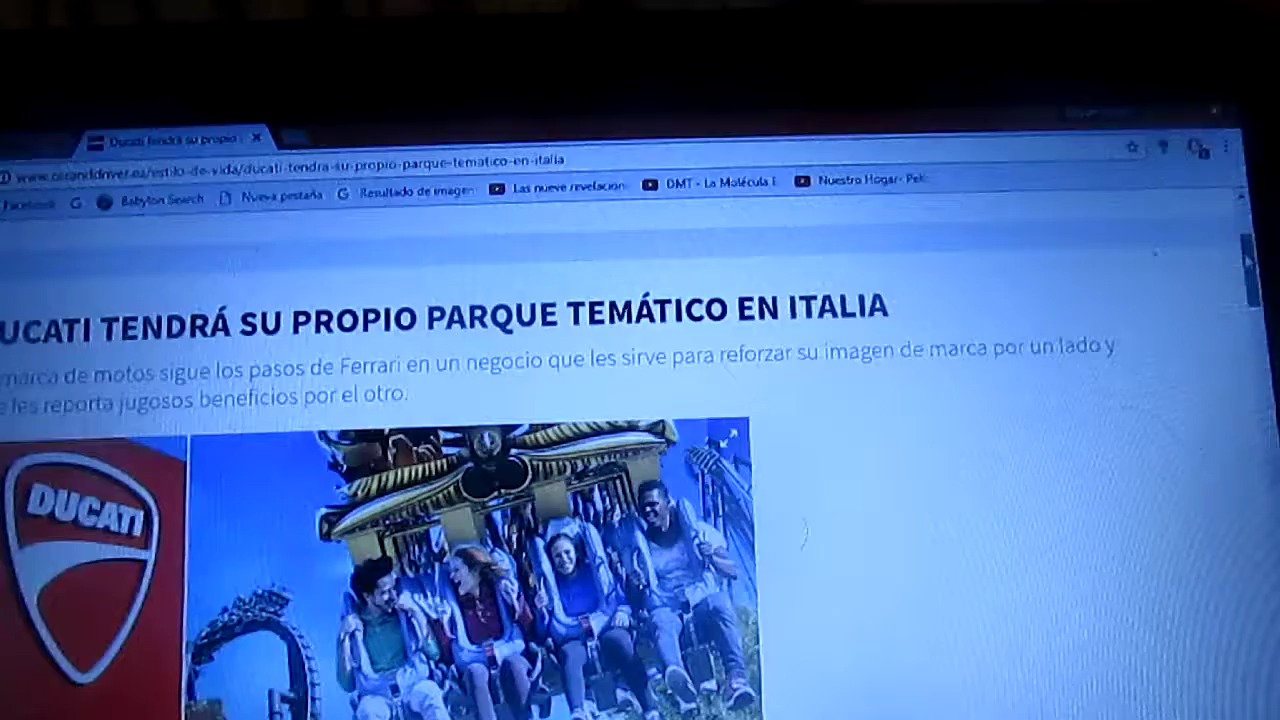 Ducati tendrá su propio
www.caranddriver.es/estilo-de-vida/ducati-tendra-su-propio-parque-tematico-en-italia
Facebook G Babylon Search Nueva pestaña G Resultado de imagen Las nueve revelacion DMT - La Molécula E Nuestro Hogar- Pelí
UCATI TENDRÁ SU PROPIO PARQUE TEMÁTICO EN ITALIA
marca de motos sigue los pasos de Ferrari en un negocio que les sirve para reforzar su imagen de marca por un lado y
e les reporta jugosos beneficios por el otro.
DUCATI